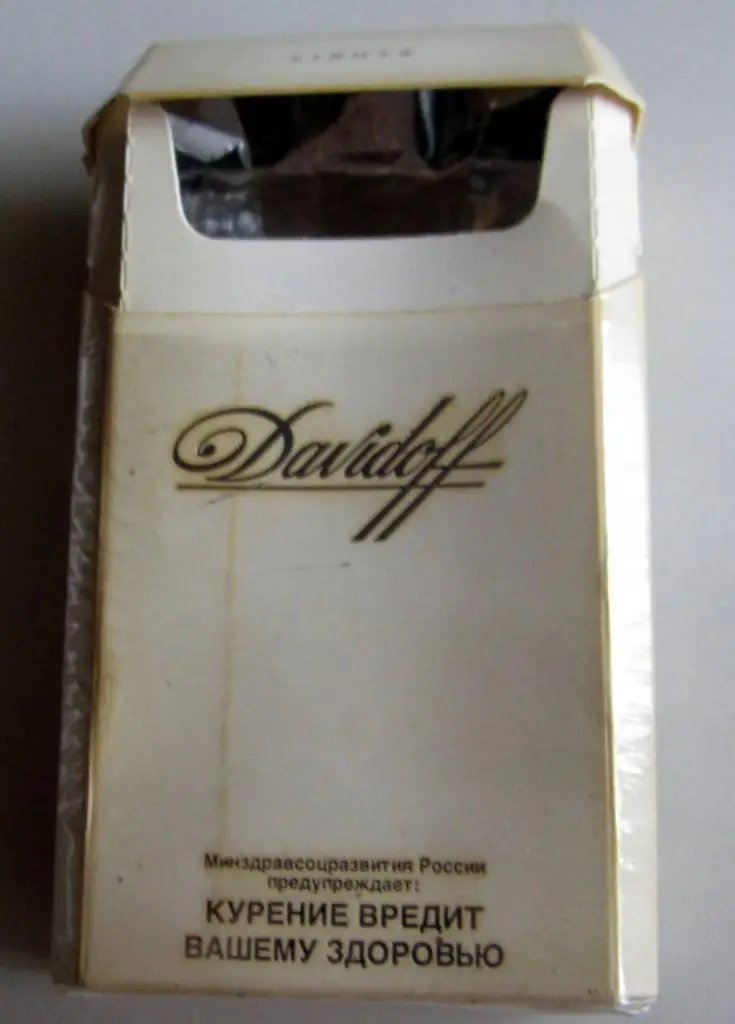 Davidoff
Минздравсоцразвития России
предупреждает:
КУРЕНИЕ ВРЕДИТ
ВАШЕМУ ЗДОРОВЬЮ